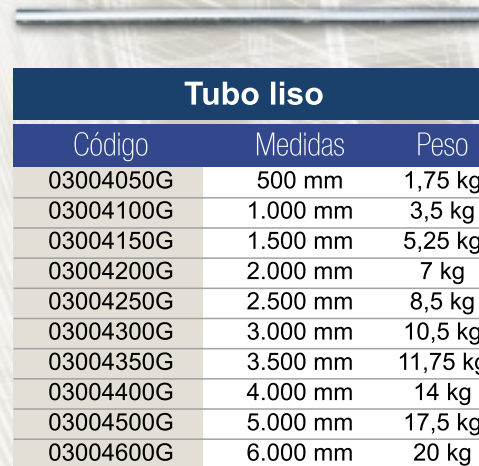 Tubo liso
Código Medidas Peso
03004050G 500 mm 1,75 kg
03004100G 1.000 mm 3,5 kg
03004150G 1.500 mm 5,25 kg
03004200G 2.000 mm 7 kg
03004250G 2.500 mm 8,5 kg
03004300G 3.000 mm 10,5 kg
03004350G 3.500 mm 11,75 kg
03004400G 4.000 mm 14 kg
03004500G 5.000 mm 17,5 kg
03004600G 6.000 mm 20 kg